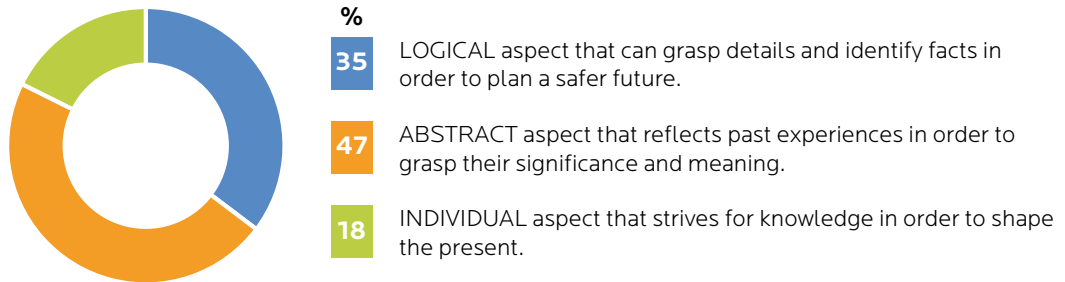 %
35 LOGICAL aspect that can grasp details and identify facts in
order to plan a safer future.
47 ABSTRACT aspect that reflects past experiences in order to
grasp their significance and meaning.
18 INDIVIDUAL aspect that strives for knowledge in order to shape
the present.